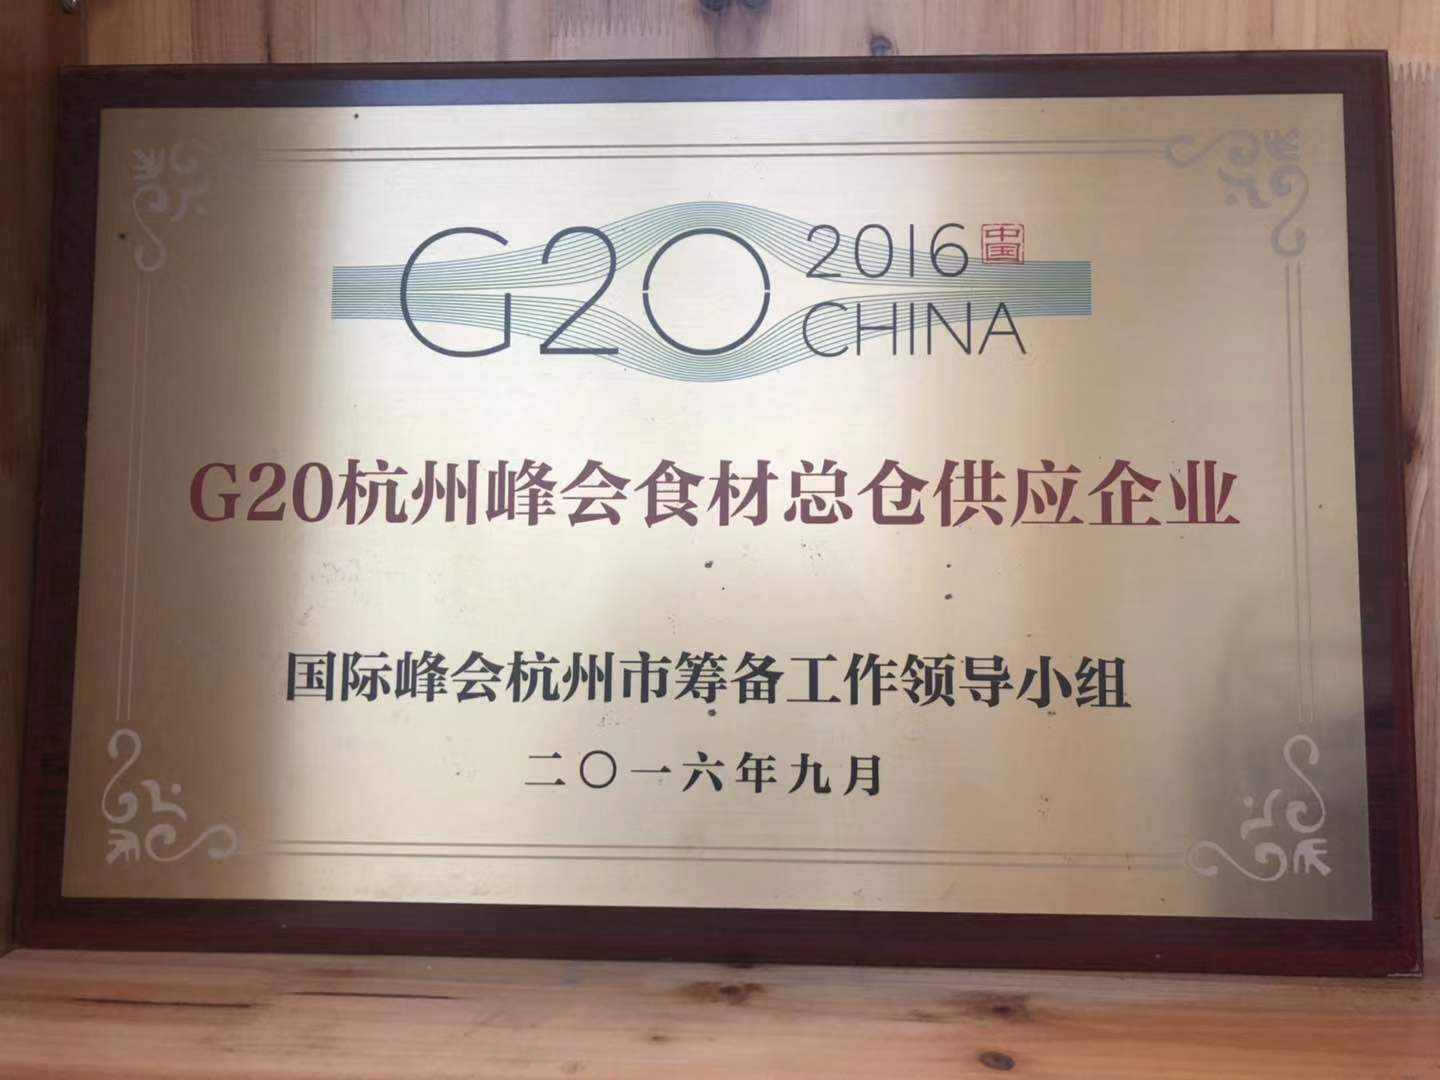 G20 2016 中国
CHINA
G20杭州峰会食材总仓供应企业
国际峰会杭州市筹备工作领导小组
二〇一六年九月